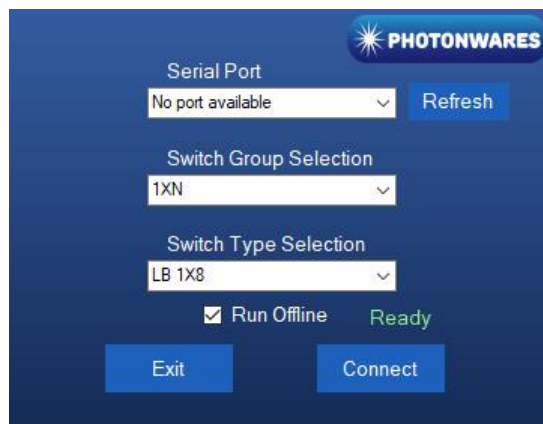 PHOTONWARES
Serial Port
No port available
Refresh
Switch Group Selection
1XN
Switch Type Selection
LB 1X8
Run Offline
Ready
Exit
Connect